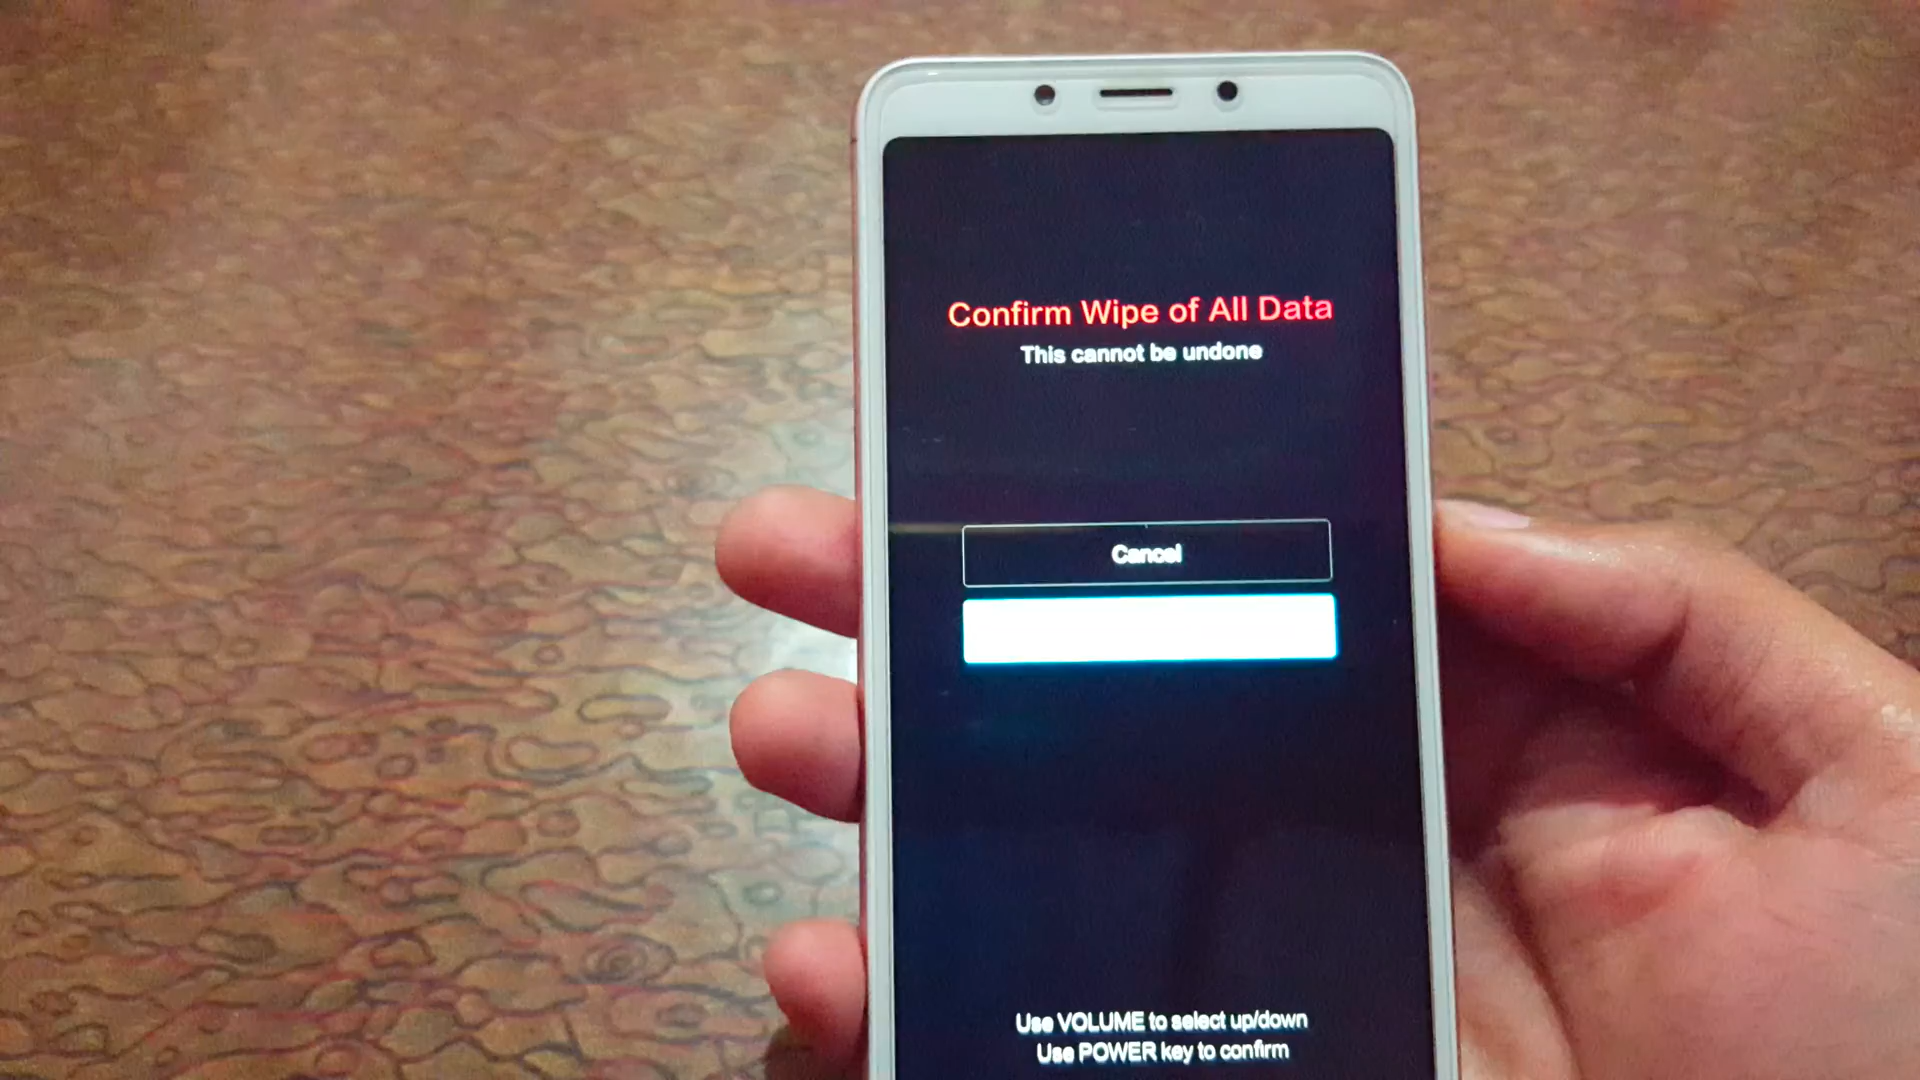 Confirm Wipe of All Data
This cannot be undone
Cancel
Use VOLUME to select up/down
Use POWER key to confirm